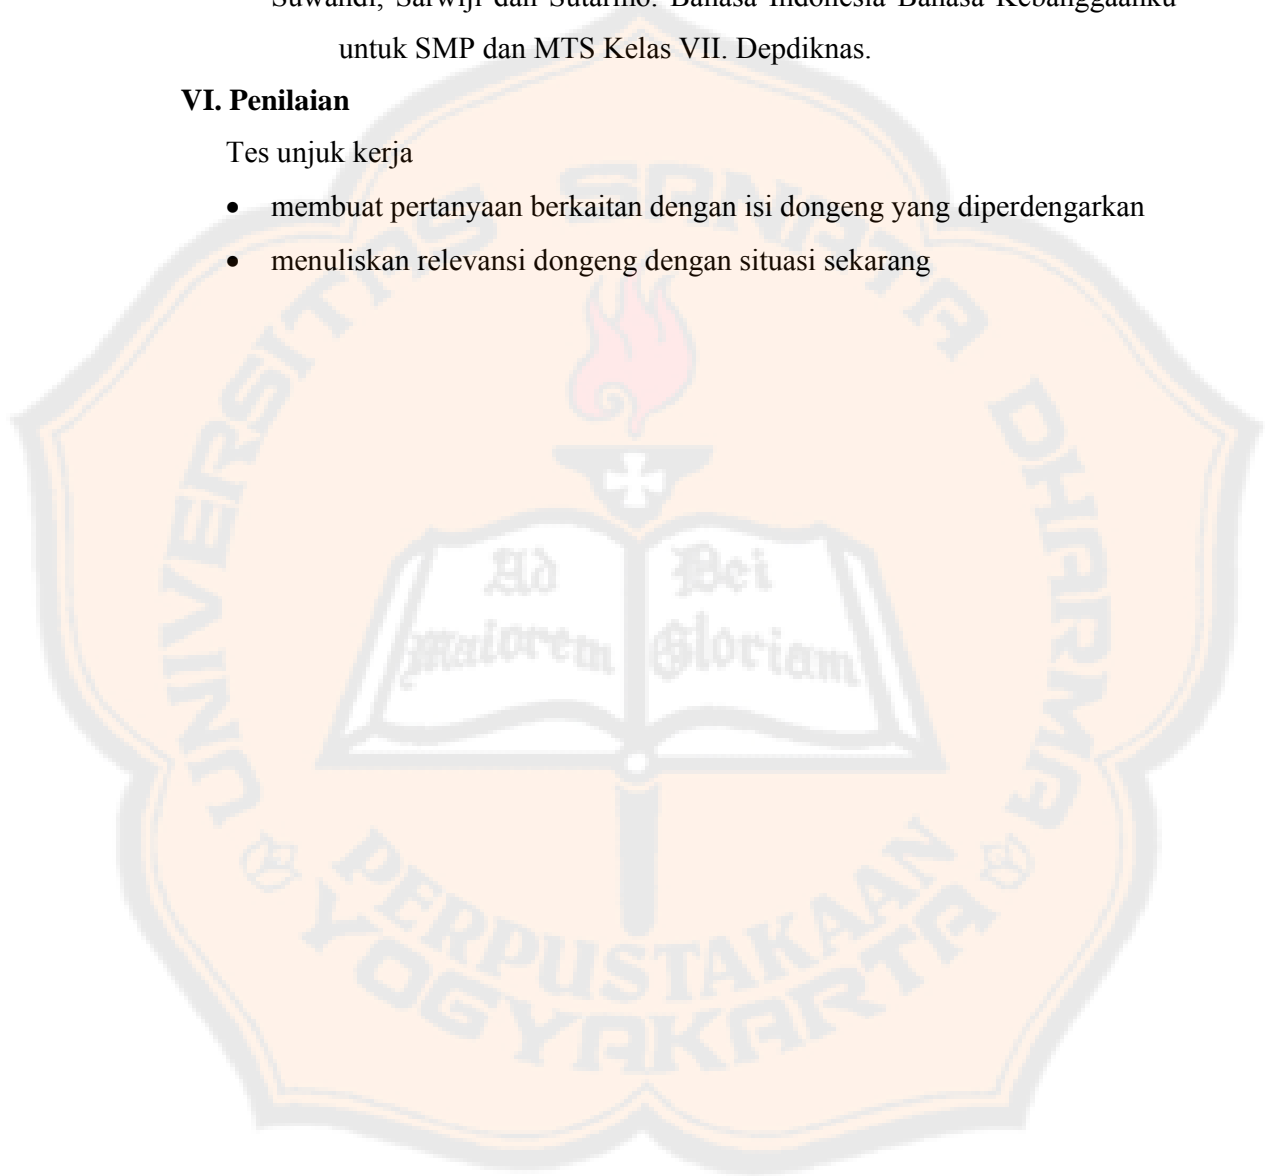 Suwandi, Sarwiji dan Sutarmo. Bahasa Indonesia Bahasa Kebanggaanku
untuk SMP dan MTS Kelas VII. Depdiknas.
VI. Penilaian
Tes unjuk kerja
• membuat pertanyaan berkaitan dengan isi dongeng yang diperdengarkan
• menuliskan relevansi dongeng dengan situasi sekarang
UNIVERSITAS SANATA DHARMA
Ad
Maiorem
Dei
Gloriam
PERPUSTAKAAN
YOGYAKARTA